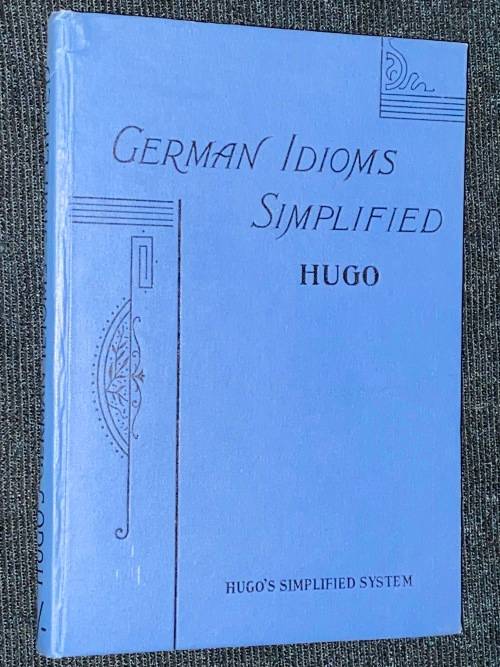 GERMAN IDIOMS
SIMPLIFIED
HUGO
HUGO'S SIMPLIFIED SYSTEM